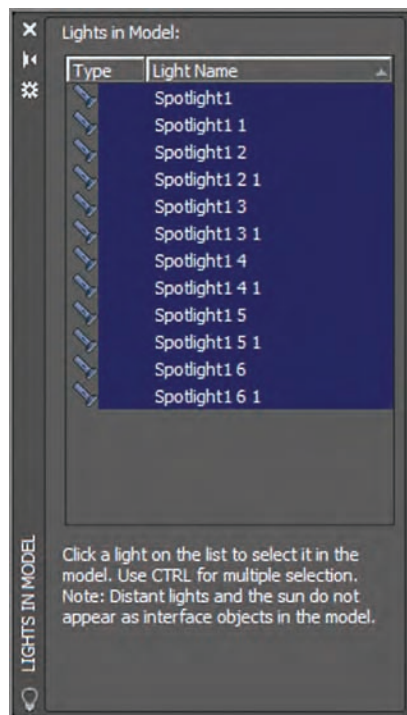 Lights in Model:
Type Light Name
Spotlight1
Spotlight1 1
Spotlight1 2
Spotlight1 2 1
Spotlight1 3
Spotlight1 3 1
Spotlight1 4
Spotlight1 4 1
Spotlight1 5
Spotlight1 5 1
Spotlight1 6
Spotlight1 6 1
Click a light on the list to select it in the
model. Use CTRL for multiple selection.
Note: Distant lights and the sun do not
appear as interface objects in the model.
LIGHTS IN MODEL